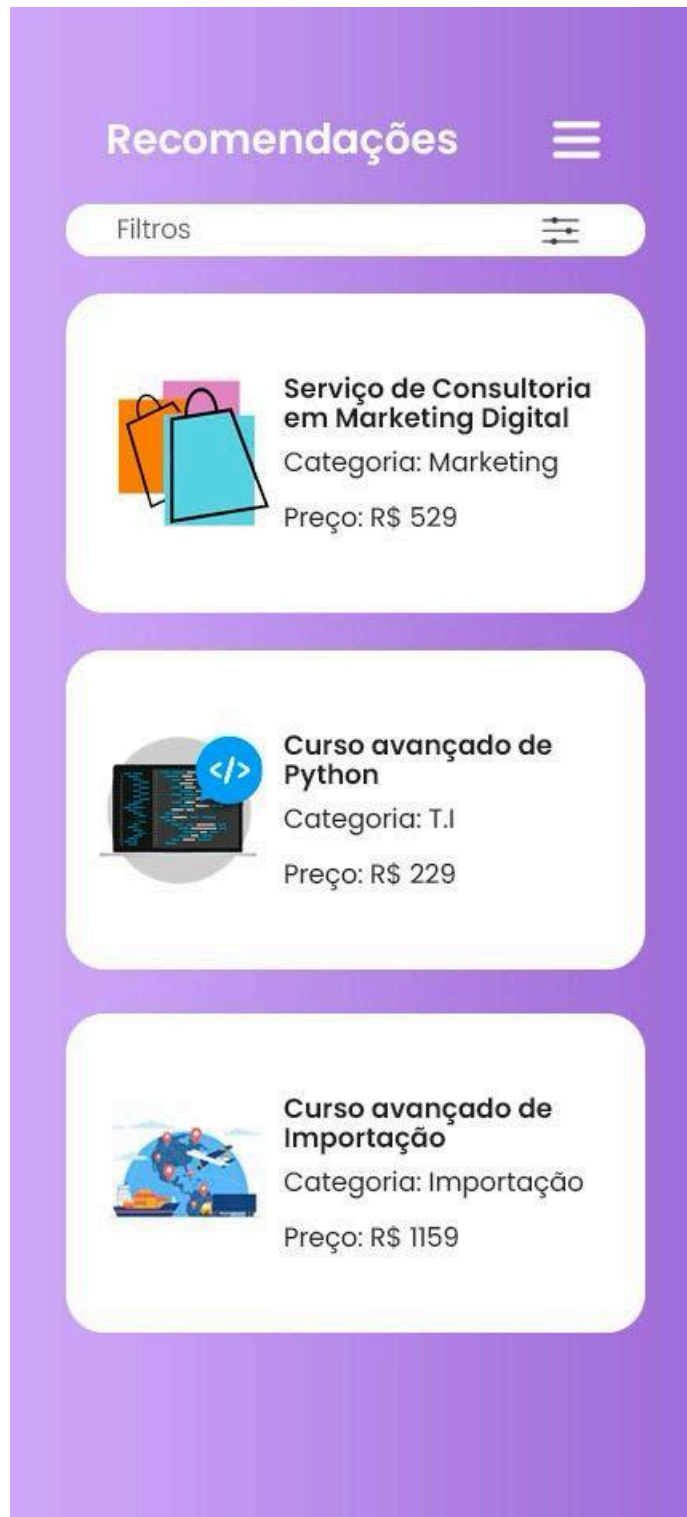 Recomendações
Filtros
Serviço de Consultoria
em Marketing Digital
Categoria: Marketing
Preço: R$ 529
</>
Curso avançado de
Python
Categoria: T.I
Preço: R$ 229
Curso avançado de
Importação
Categoria: Importação
Preço: R$ 1159